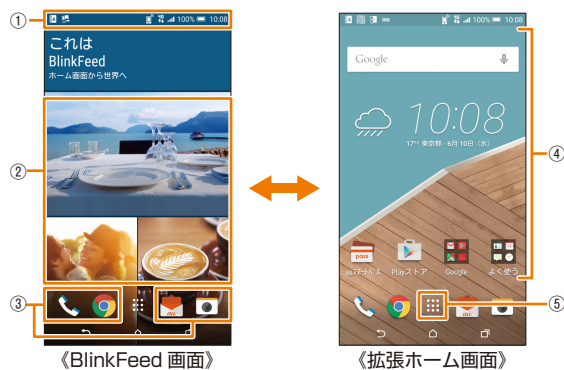 ①
100%
10:08
これは
BlinkFeed
ホーム画面から世界へ
②
③
au
《BlinkFeed 画面》
100%
10:08
Google
10:08
17° 東京都 - 6月 10日 (水)
④
pass
auスマートパス
Playストア
Google
よく使う
au
⑤
《拡張ホーム画面》